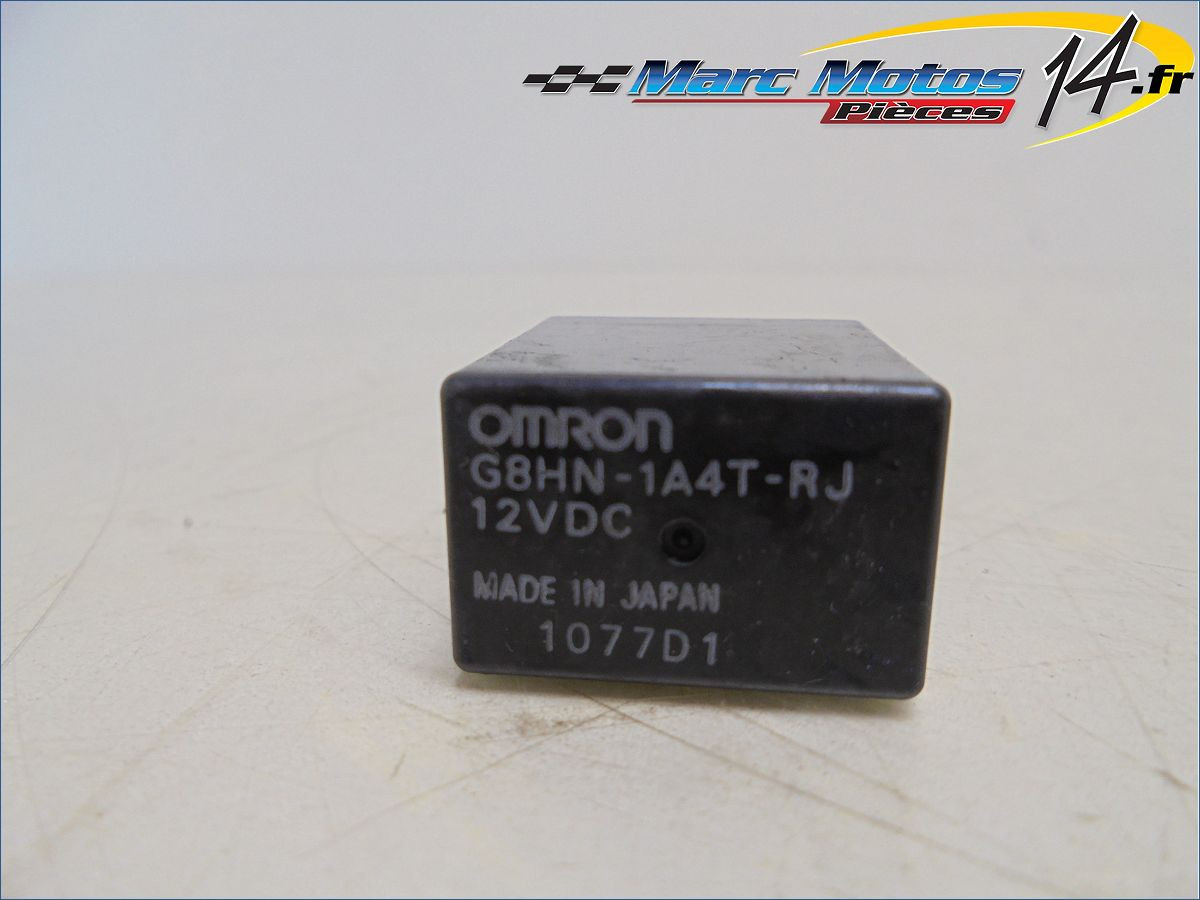 Marc Motos 14.fr
Pièces
OMRON
G8HN-1A4T-RJ
12VDC
MADE IN JAPAN
1077D1